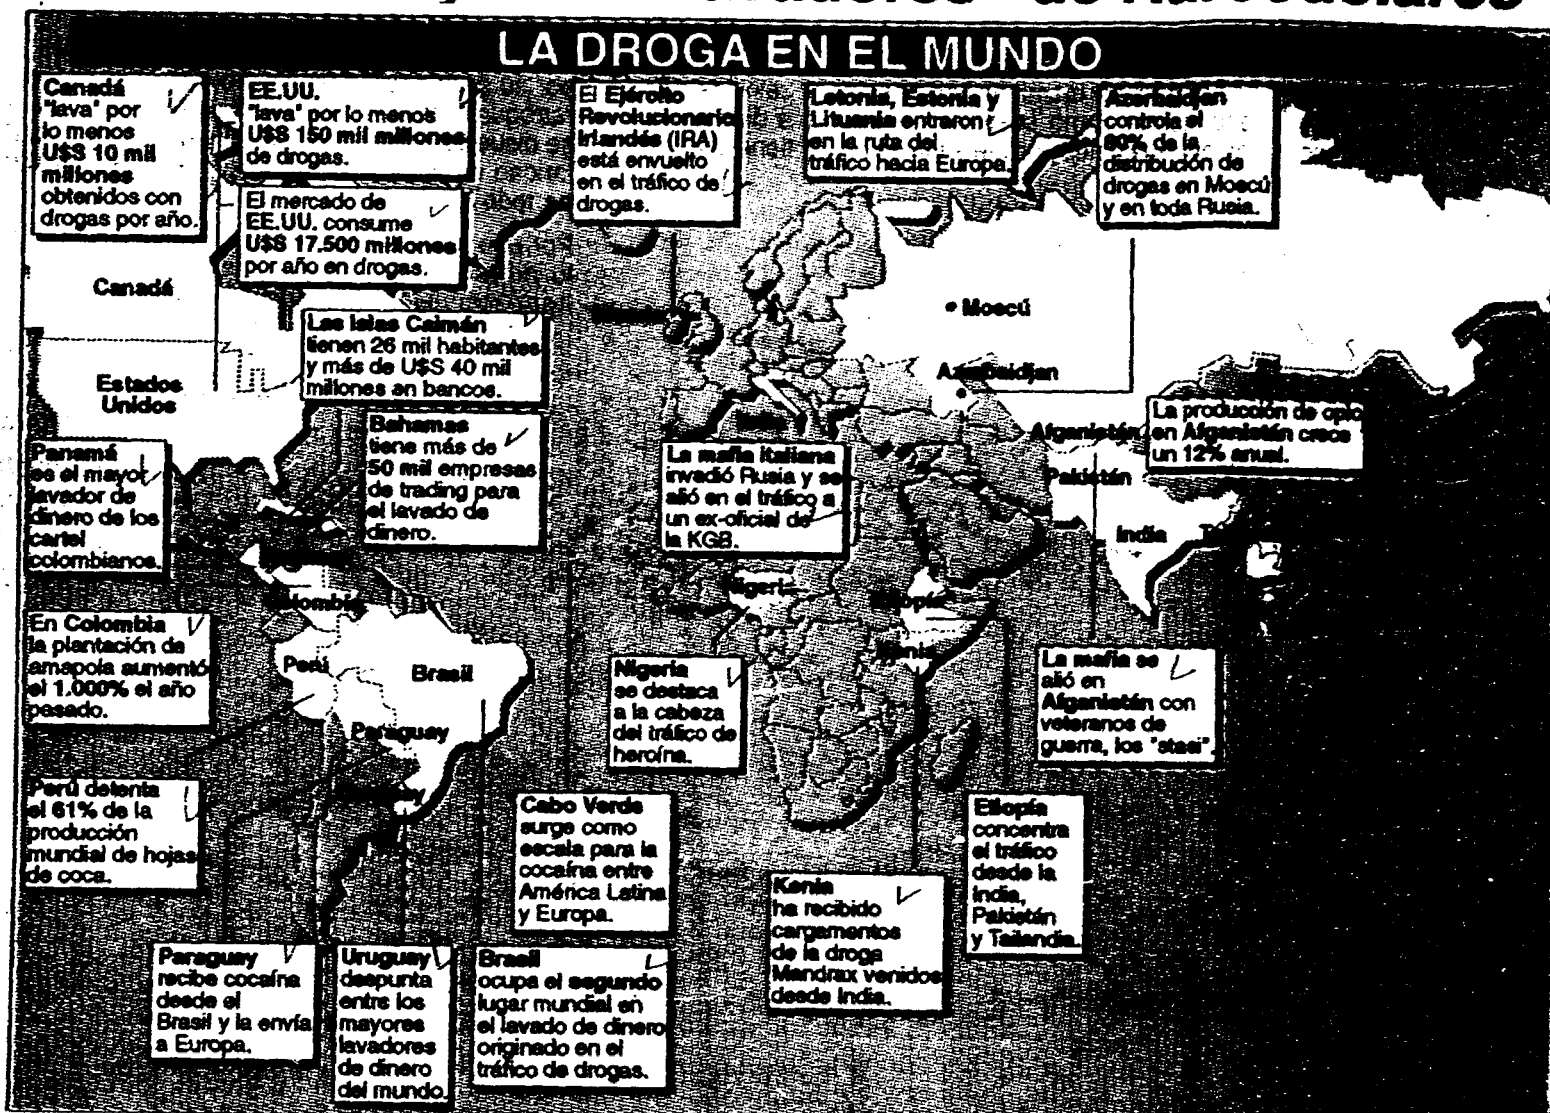 de Narcodólares
LA DROGA EN EL MUNDO
Canadá
"lava" por
lo menos
U$S 10 mil
millones
obtenidos con
drogas por año.
EE.UU.
"lava" por lo menos
U$S 150 mil millones
de drogas.
El mercado de
EE.UU. consume
U$S 17.500 millones
por año en drogas.
El Ejército
Revolucionario
Irlandés (IRA)
está envuelto
en el tráfico de
drogas.
Letonia, Estonia y
Lituania entraron
en la ruta del
tráfico hacia Europa.
Azerbaidjan
controla el
80% de la
distribución de
drogas en Moscú
y en toda Rusia.
Canadá
Las Islas Caimán
tienen 26 mil habitantes
y más de U$S 40 mil
millones en bancos.
Moscú
Azerbaidjan
Estados
Unidos
Bahamas
tiene más de
50 mil empresas
de trading para
el lavado de
dinero.
La producción de opio
en Afganistán crece
un 12% anual.
Afganistán
Pakistán
India
Panamá
es el mayor
lavador de
dinero de los
cartel
colombianos.
La mafia italiana
invadió Rusia y se
alió en el tráfico a
un ex-oficial de
la KGB.
Nigeria
Etiopía
Kenia
Colombia
Perú
Brasil
Paraguay
En Colombia
la plantación de
amapola aumentó
el 1.000% el año
pasado.
Nigeria
se destaca
a la cabeza
del tráfico de
heroína.
La mafia se
alió en
Afganistán con
veteranos de
guerra, los "stasi".
Perú detenta
el 61% de la
producción
mundial de hojas
de coca.
Cabo Verde
surge como
escala para la
cocaína entre
América Latina
y Europa.
Etiopía
concentra
el tráfico
desde la
India,
Pakistán
y Tailandia.
Kenia
ha recibido
cargamentos
de la droga
Mandrax venidos
desde India.
Paraguay
recibe cocaína
desde el
Brasil y la envía
a Europa.
Uruguay
despunta
entre los
mayores
lavadores
de dinero
del mundo.
Brasil
ocupa el segundo
lugar mundial en
el lavado de dinero
originado en el
tráfico de drogas.